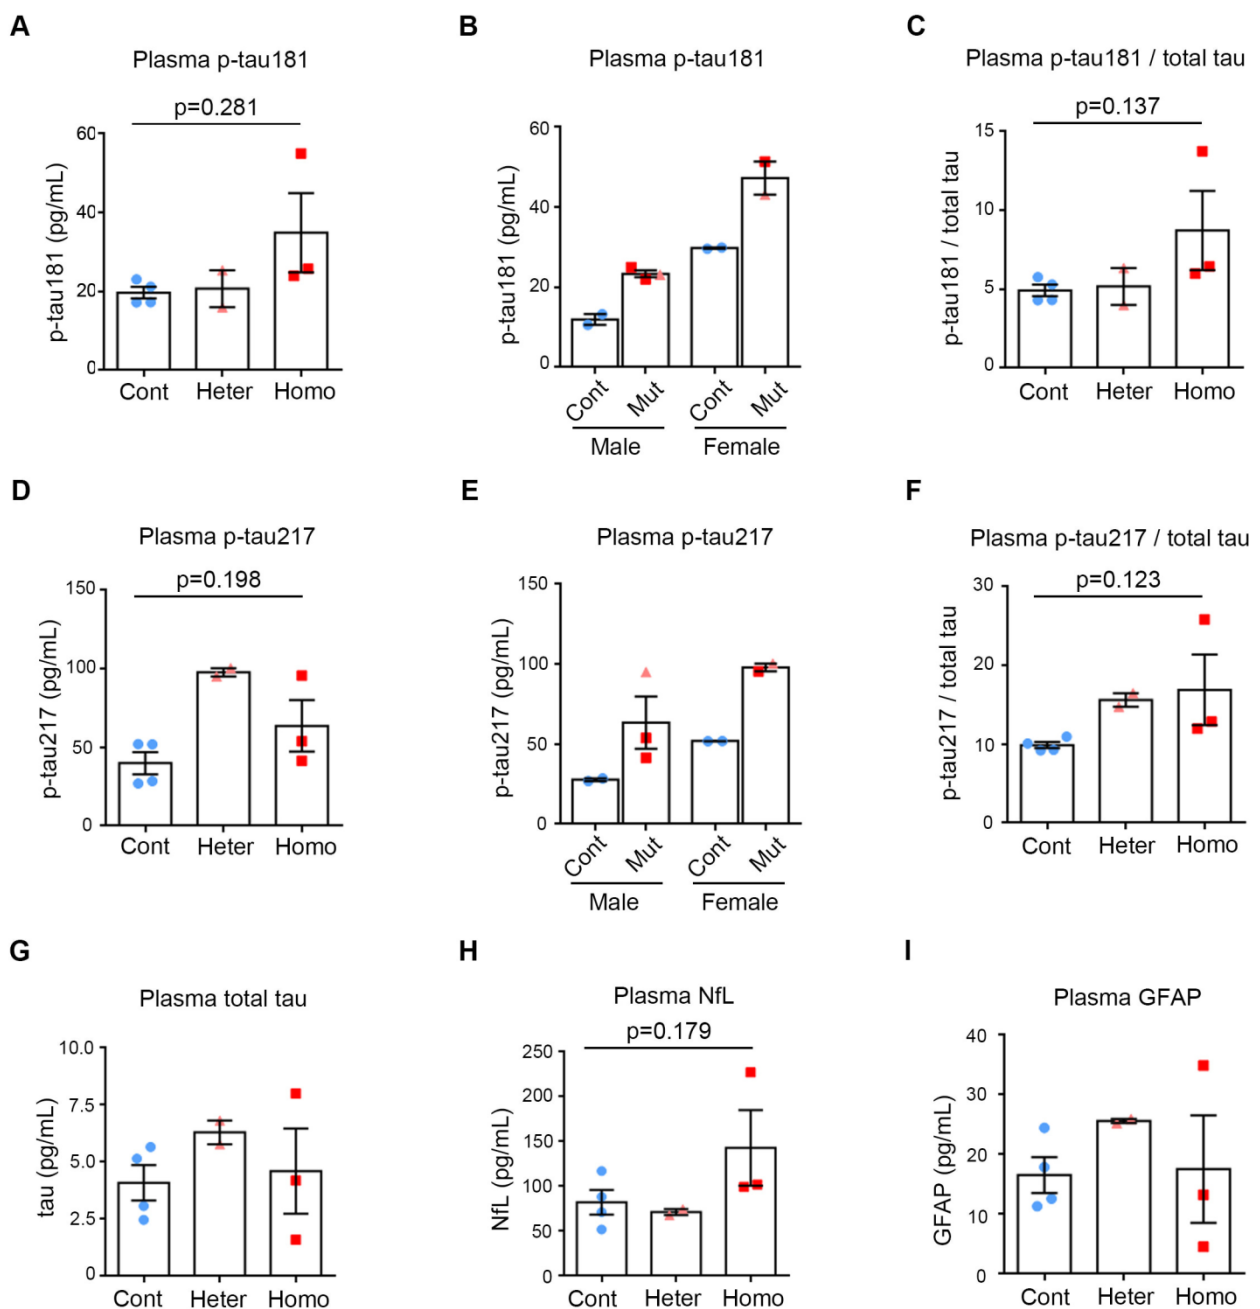 A
Plasma p-tau181
p=0.281
p-tau181 (pg/mL)
60
40
20
0
Cont Heter Homo
B
Plasma p-tau181
p-tau181 (pg/mL)
60
40
20
0
Cont Mut Cont Mut
Male Female
C
Plasma p-tau181 / total tau
p=0.137
p-tau181 / total tau
15
10
5
0
Cont Heter Homo
D
Plasma p-tau217
p=0.198
p-tau217 (pg/mL)
150
100
50
0
Cont Heter Homo
E
Plasma p-tau217
p-tau217 (pg/mL)
150
100
50
0
Cont Mut Cont Mut
Male Female
F
Plasma p-tau217 / total tau
p=0.123
p-tau217 / total tau
30
20
10
0
Cont Heter Homo
G
Plasma total tau
tau (pg/mL)
10.0
7.5
5.0
2.5
0
Cont Heter Homo
H
Plasma NfL
p=0.179
NfL (pg/mL)
250
200
150
100
50
0
Cont Heter Homo
I
Plasma GFAP
GFAP (pg/mL)
40
30
20
10
0
Cont Heter Homo